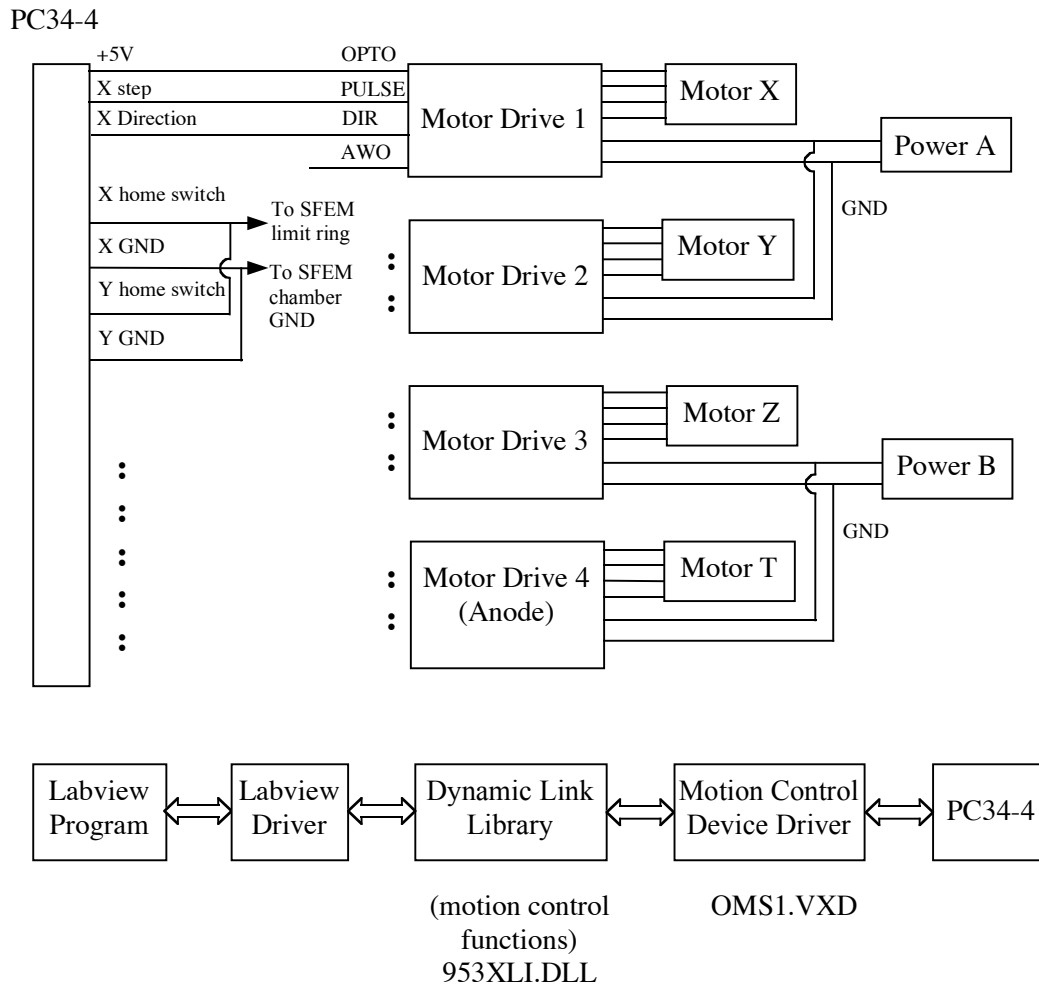 PC34-4
+5V
OPTO
X step
PULSE
X Direction
DIR
AWO
Motor Drive 1
Motor X
Power A
GND
X home switch
To SFEM
limit ring
X GND
To SFEM
chamber
GND
Y home switch
Y GND
Motor Drive 2
Motor Y
Motor Drive 3
Motor Z
Power B
GND
Motor Drive 4
(Anode)
Motor T
Labview
Program
Labview
Driver
Dynamic Link
Library
Motion Control
Device Driver
PC34-4
(motion control
functions)
953XLI.DLL
OMS1.VXD